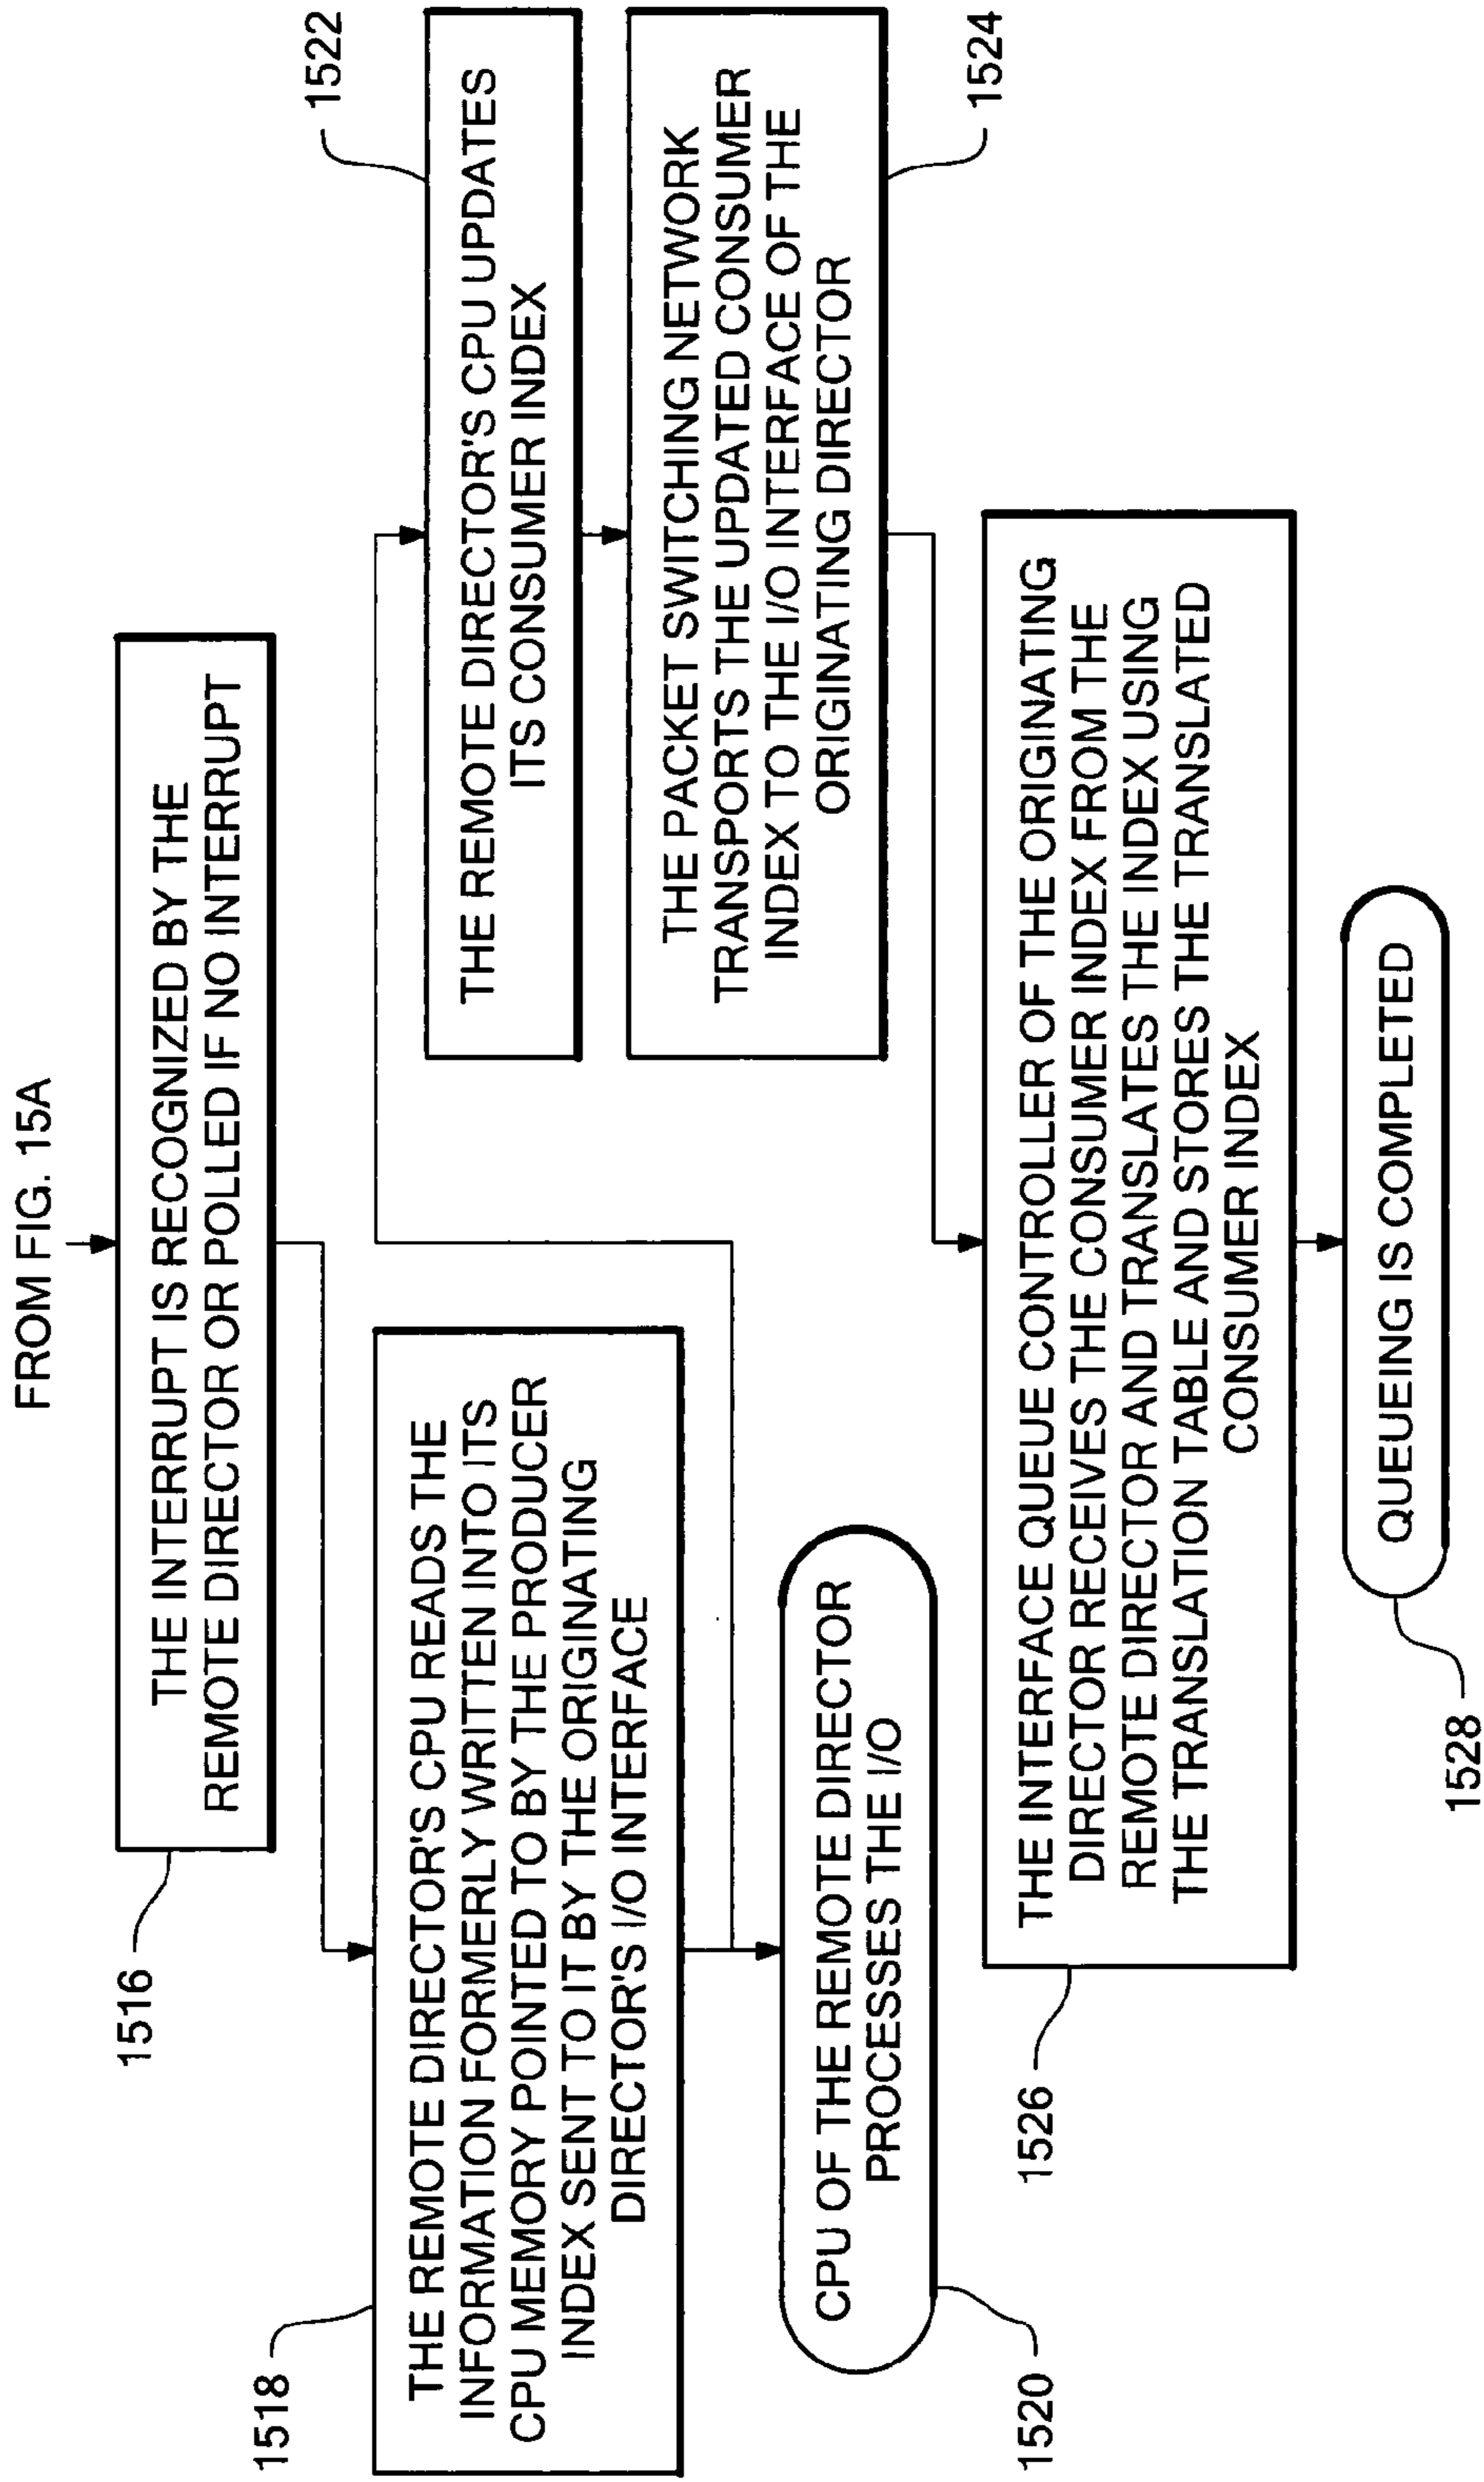 FROM FIG. 15A
THE INTERRUPT IS RECOGNIZED BY THE
REMOTE DIRECTOR OR POLLED IF NO INTERRUPT
1516
1518
THE REMOTE DIRECTOR'S CPU READS THE
INFORMATION FORMERLY WRITTEN INTO ITS
CPU MEMORY POINTED TO BY THE PRODUCER
INDEX SENT TO IT BY THE ORIGINATING
DIRECTOR'S I/O INTERFACE
CPU OF THE REMOTE DIRECTOR
PROCESSES THE I/O
1520
1522
THE REMOTE DIRECTOR'S CPU UPDATES
ITS CONSUMER INDEX
THE PACKET SWITCHING NETWORK
TRANSPORTS THE UPDATED CONSUMER
INDEX TO THE I/O INTERFACE OF THE
ORIGINATING DIRECTOR
1524
THE INTERFACE QUEUE CONTROLLER OF THE ORIGINATING
DIRECTOR RECEIVES THE CONSUMER INDEX FROM THE
REMOTE DIRECTOR AND TRANSLATES THE INDEX USING
THE TRANSLATION TABLE AND STORES THE TRANSLATED
CONSUMER INDEX
1526
QUEUEING IS COMPLETED
1528